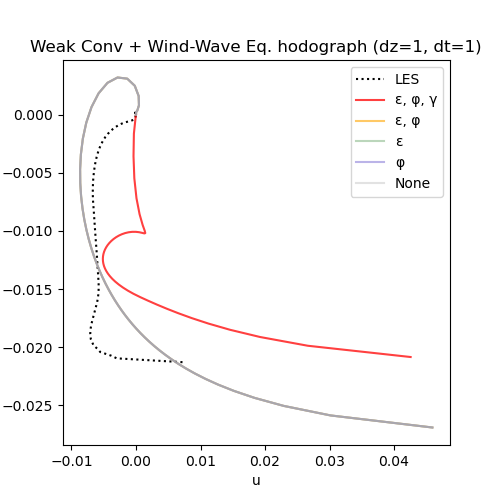 Weak Conv + Wind-Wave Eq. hodograph (dz=1, dt=1)
LES
ε, φ, γ
ε, φ
ε
φ
None
0.000
−0.005
−0.010
−0.015
−0.020
−0.025
−0.01
0.00
0.01
0.02
0.03
0.04
u